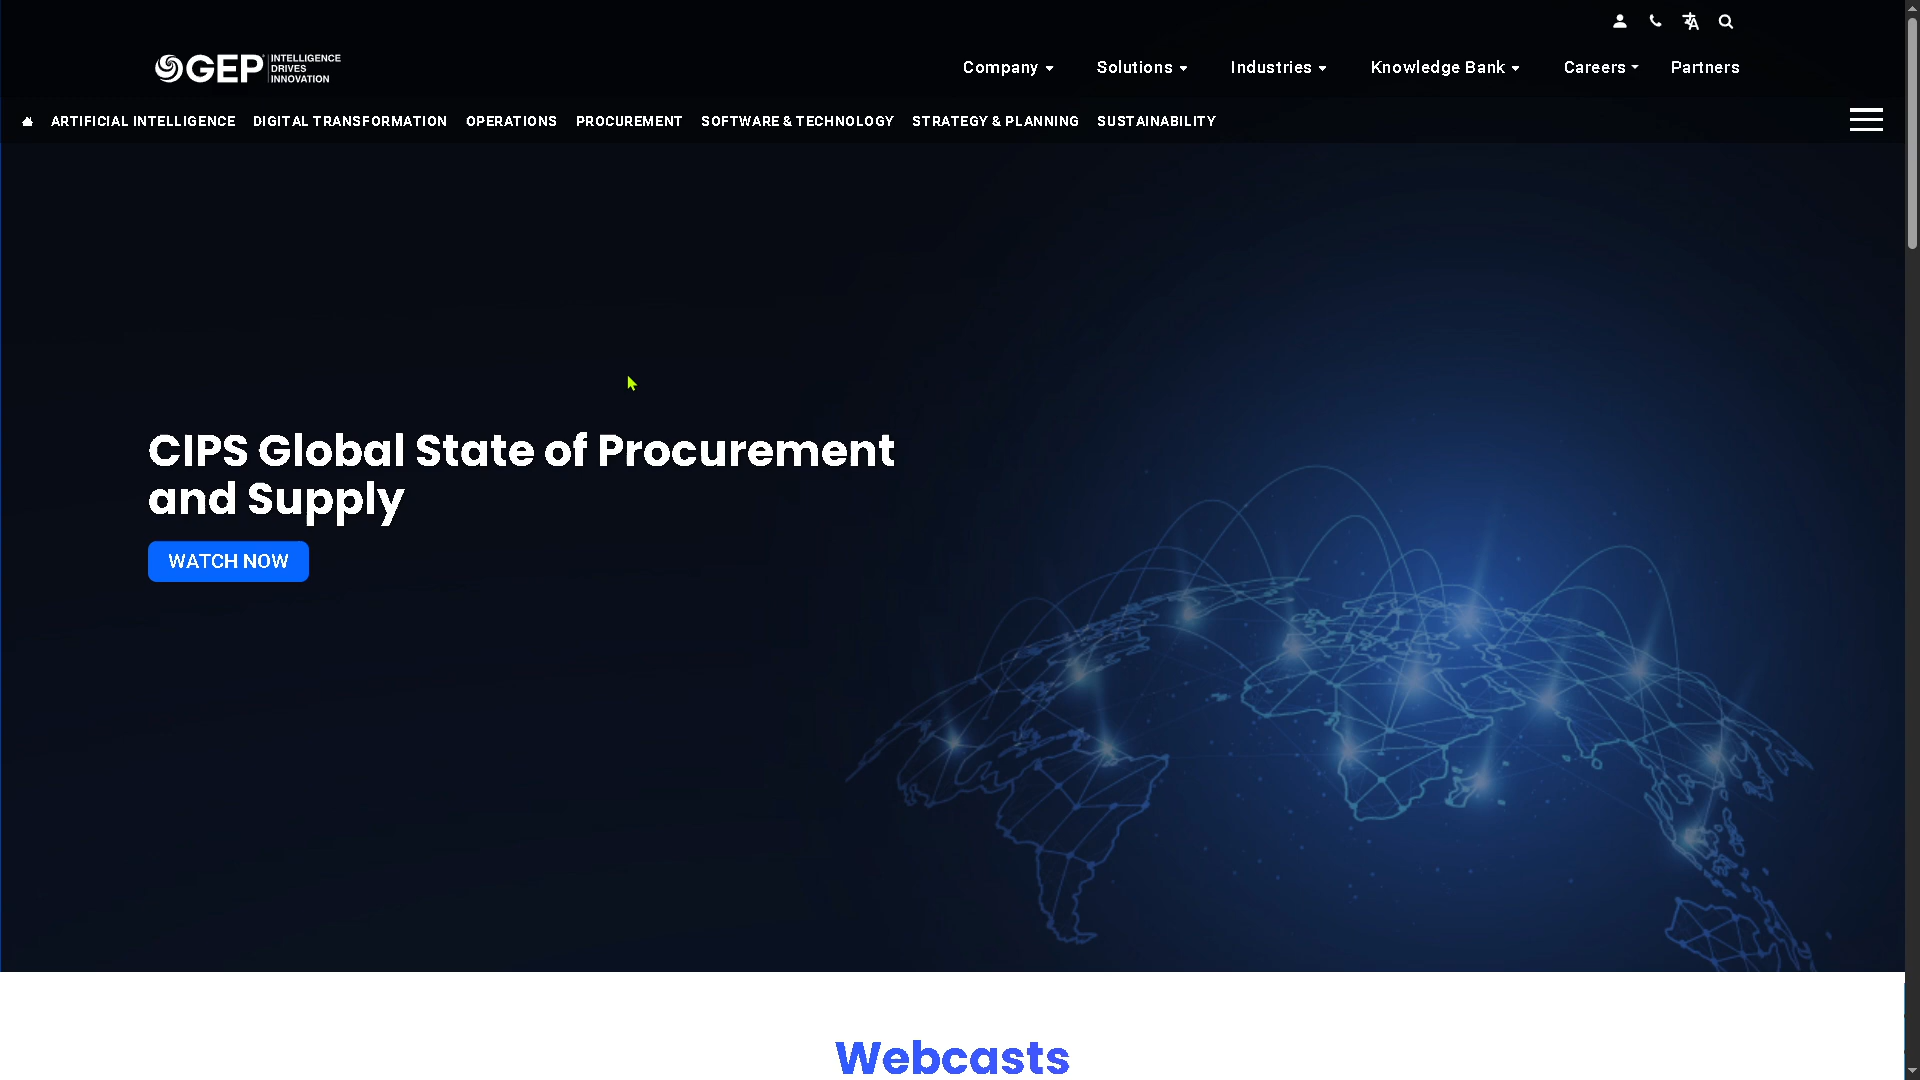 GEP
INTELLIGENCE
DRIVES
INNOVATION
Company
Solutions
Industries
Knowledge Bank
Careers
Partners
ARTIFICIAL INTELLIGENCE
DIGITAL TRANSFORMATION
OPERATIONS
PROCUREMENT
SOFTWARE & TECHNOLOGY
STRATEGY & PLANNING
SUSTAINABILITY
CIPS Global State of Procurement
and Supply
WATCH NOW
Webcasts